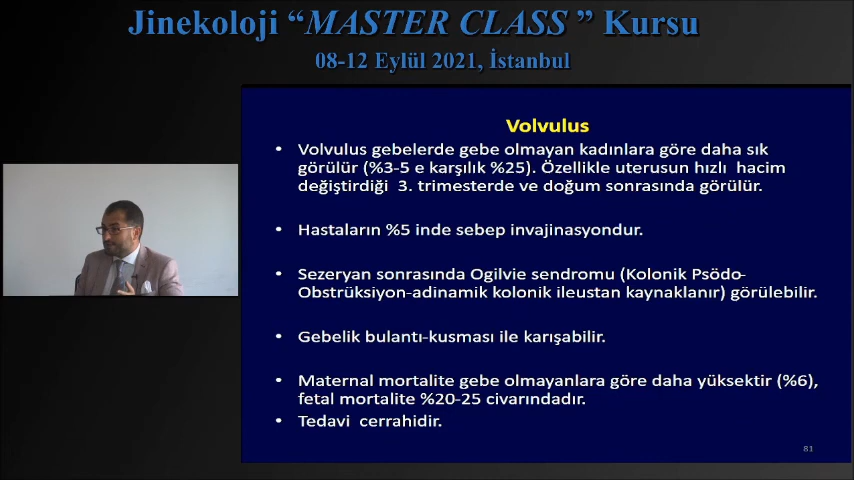 Jinekoloji “MASTER CLASS ” Kursu
08-12 Eylül 2021, İstanbul
Volvulus
• Volvulus gebelerde gebe olmayan kadınlara göre daha sık
görülür (%3-5 e karşılık %25). Özellikle uterusun hızlı hacim
değiştirdiği 3. trimesterde ve doğum sonrasında görülür.
• Hastaların %5 inde sebep invajinasyondur.
• Sezeryan sonrasında Ogilvie sendromu (Kolonik Psödo-
Obstrüksiyon-adinamik kolonik ileustan kaynaklanır) görülebilir.
• Gebelik bulantı-kusması ile karışabilir.
• Maternal mortalite gebe olmayanlara göre daha yüksektir (%6),
fetal mortalite %20-25 civarındadır.
• Tedavi cerrahidir.
81